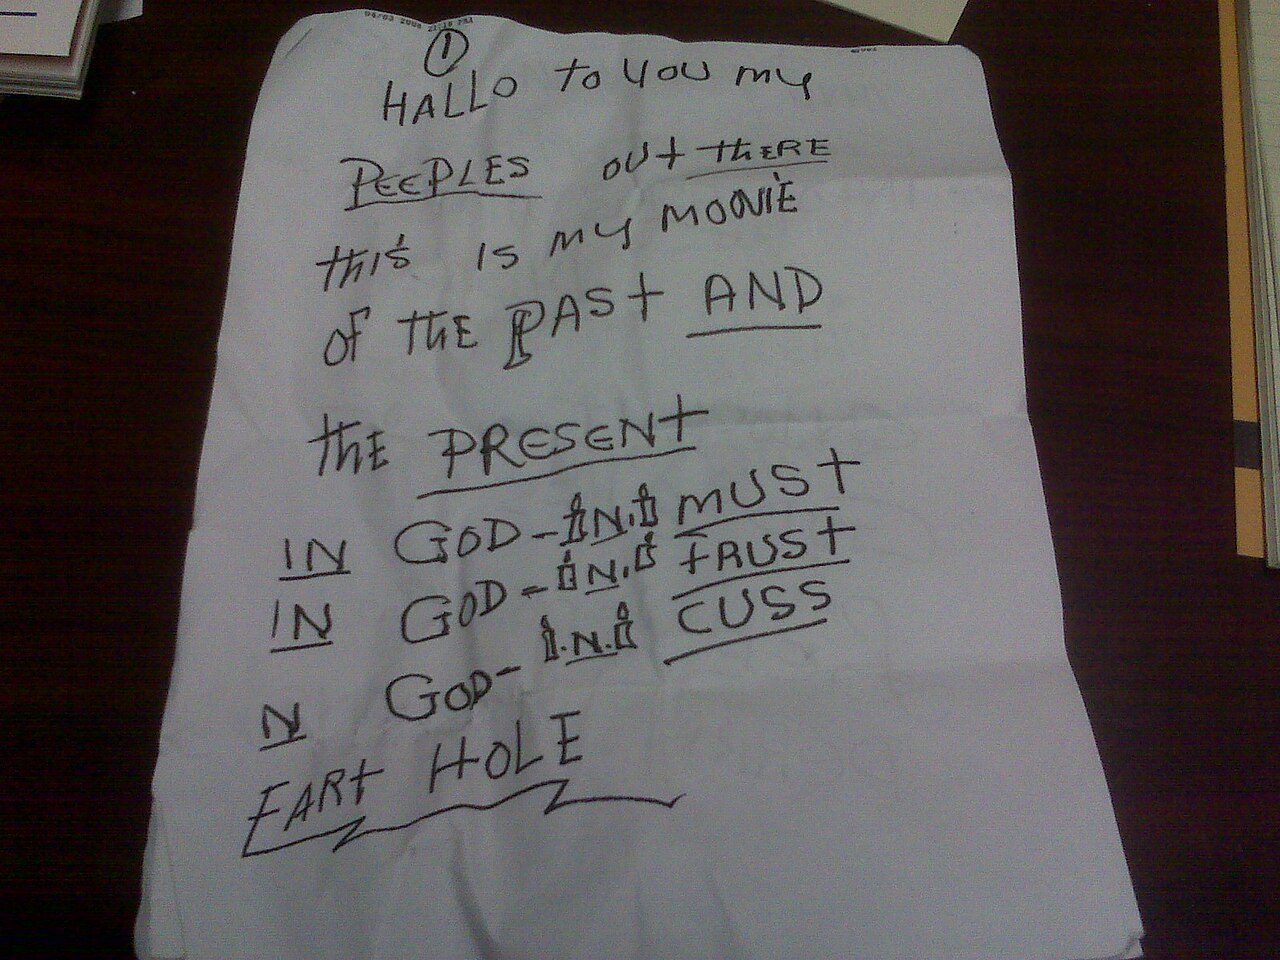 ①
HALLO to YOU my
PEEPLES OUt thERE
this is my MOOVIE
of thE PASt AND
thE PRESENt
IN GOD-iN.i MUSt
IN GOD-iN.i tRUSt
N GOD-i.N.i CUSS
FARt HOLE